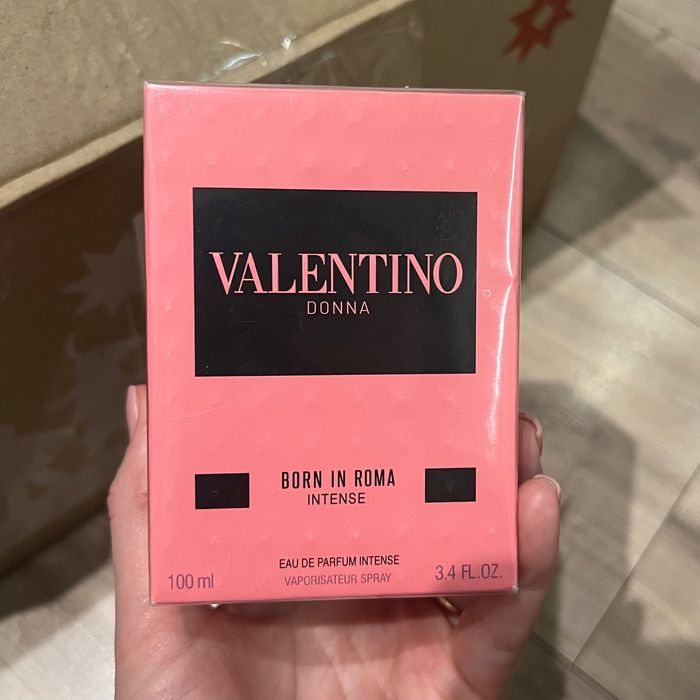 VALENTINO
DONNA
BORN IN ROMA
INTENSE
EAU DE PARFUM INTENSE
VAPORISATEUR SPRAY
100 ml
3.4 FL.OZ.